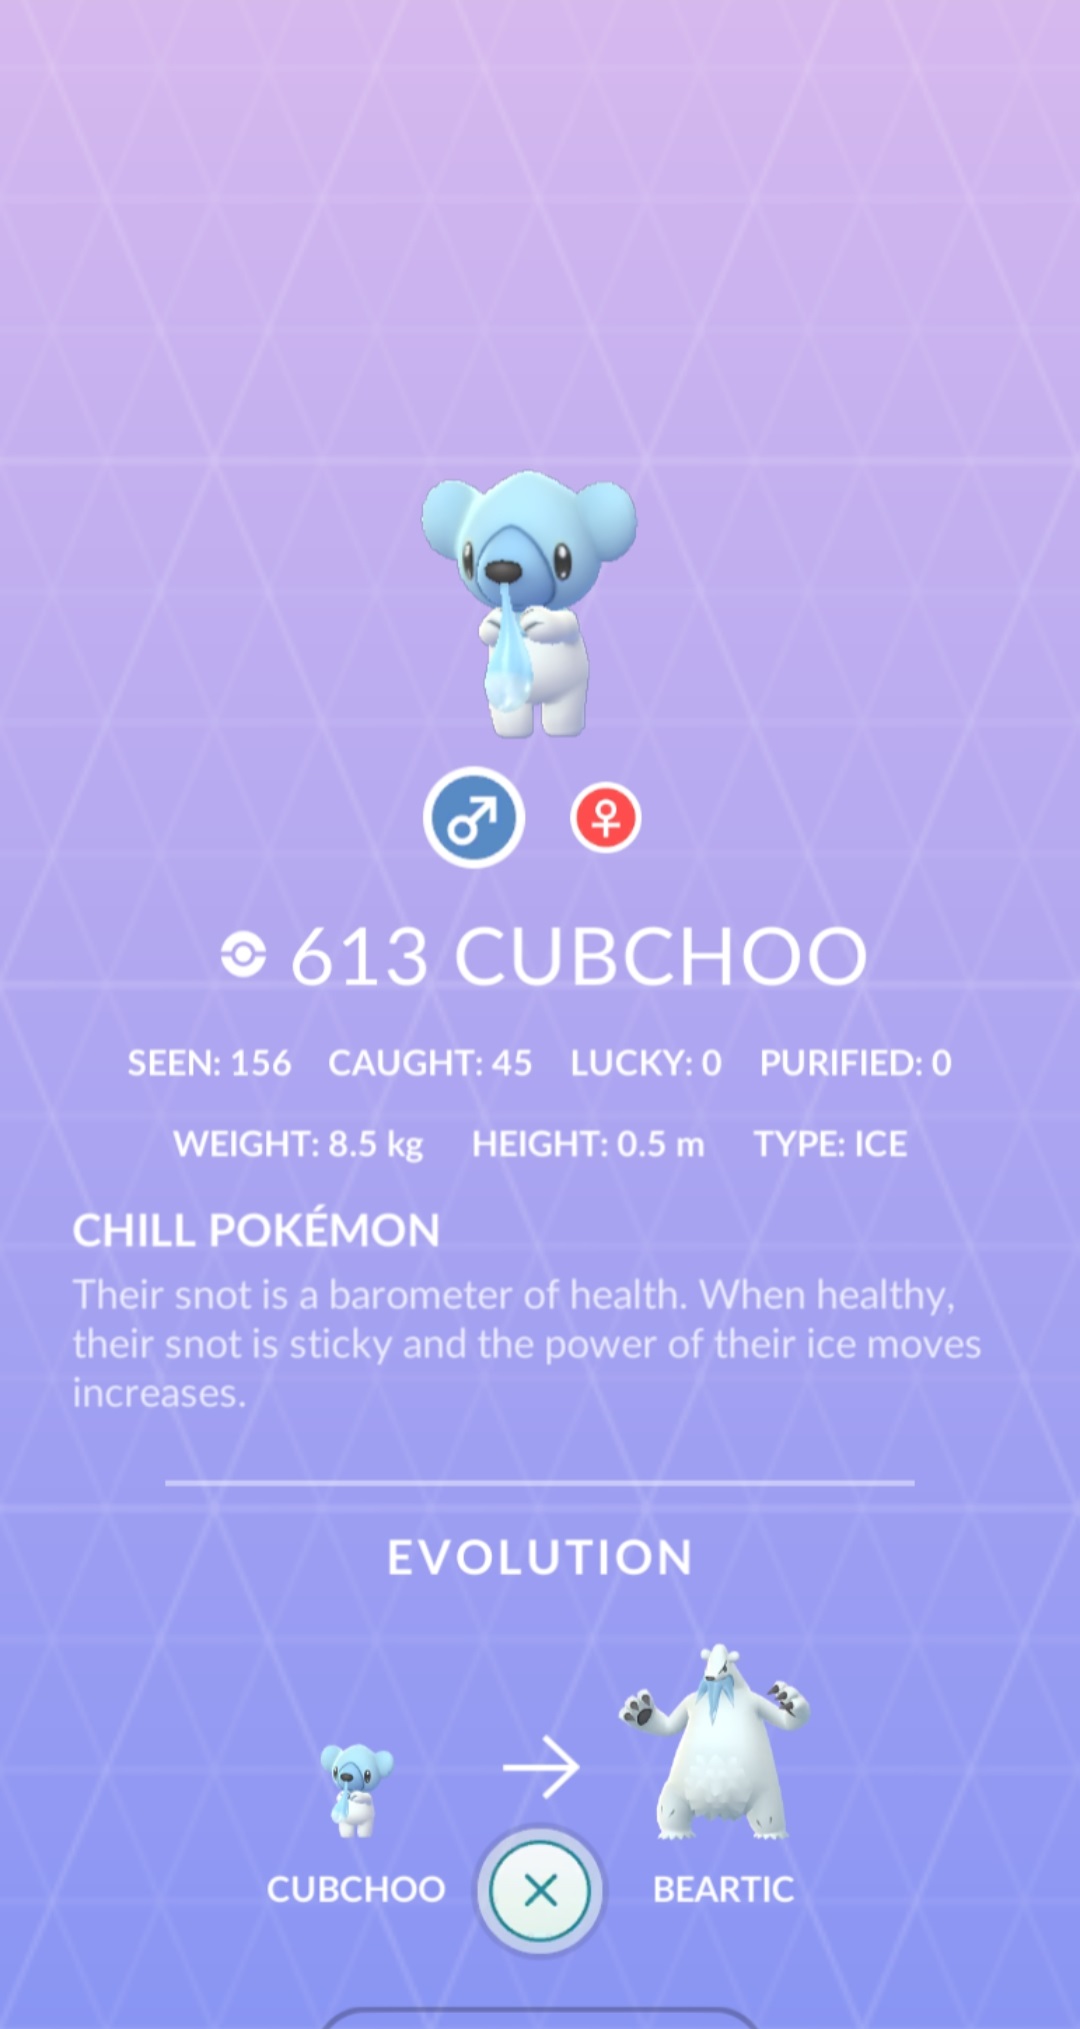 613 CUBCHOO
SEEN: 156 CAUGHT: 45 LUCKY: 0 PURIFIED: 0
WEIGHT: 8.5 kg HEIGHT: 0.5 m TYPE: ICE
CHILL POKÉMON
Their snot is a barometer of health. When healthy,
their snot is sticky and the power of their ice moves
increases.
EVOLUTION
CUBCHOO BEARTIC